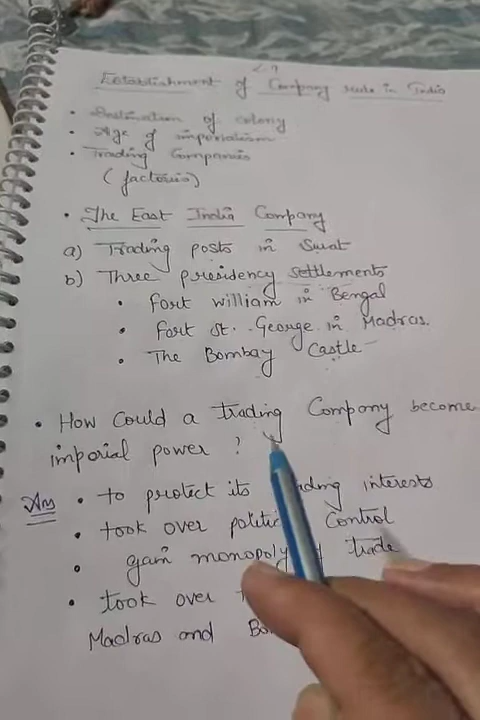 Establishment of Company rule in India
• Destination of colony
• Age of imperialism
• Trading Companies
(factories)
• The East India Company
a) Trading posts in Surat
b) Three presidency settlements
• Fort William in Bengal
• Fort St. George in Madras.
• The Bombay Castle
• How could a trading Company become
imporial power ?
Ans • to protect its interests
• took over Control
• gain monopoly trade
• took over
Madras and